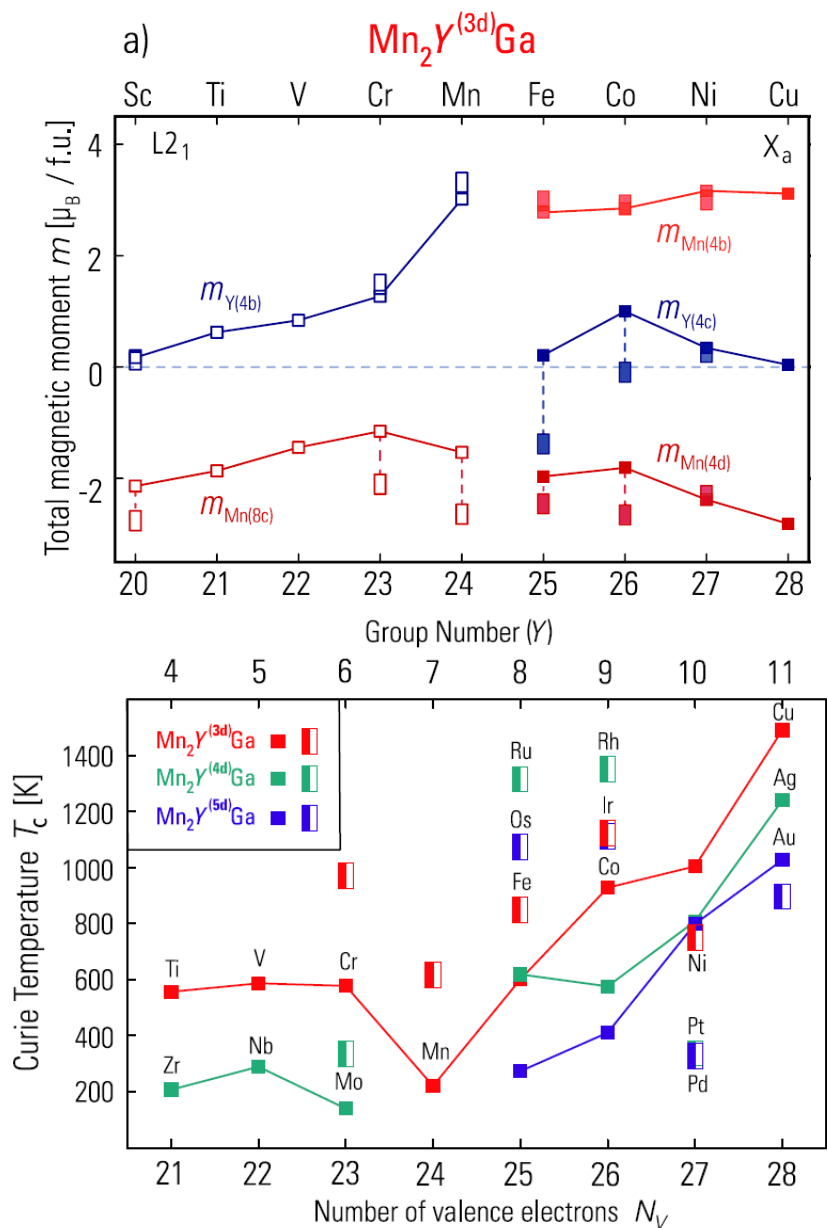 a) Mn2Y(3d)Ga
Sc Ti V Cr Mn Fe Co Ni Cu
L21 Xa
Total magnetic moment m [μB / f.u.]
4
2
0
-2
mMn(4b)
mY(4b)
mY(4c)
mMn(4d)
mMn(8c)
20 21 22 23 24 25 26 27 28
Group Number (Y)
4 5 6 7 8 9 10 11
Mn2Y(3d)Ga
Mn2Y(4d)Ga
Mn2Y(5d)Ga
Curie Temperature Tc [K]
1400
1200
1000
800
600
400
200
Cu
Ru Rh
Ag
Os Ir
Au
Fe Co
Ni
Ti V Cr
Mn
Zr Nb Mo
Pt
Pd
21 22 23 24 25 26 27 28
Number of valence electrons NV